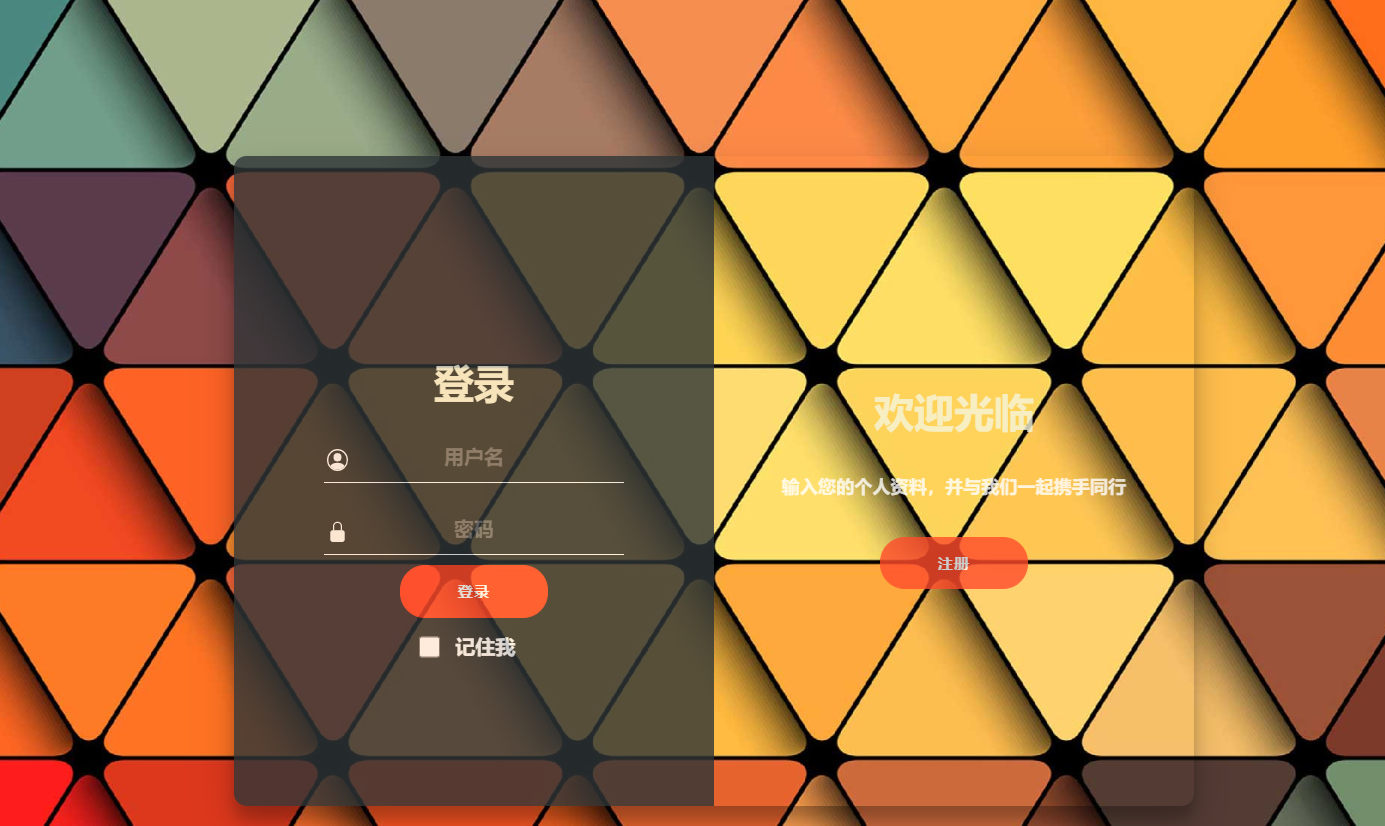 登录
用户名
密码
登录
记住我
欢迎光临
输入您的个人资料，并与我们一起携手同行
注册